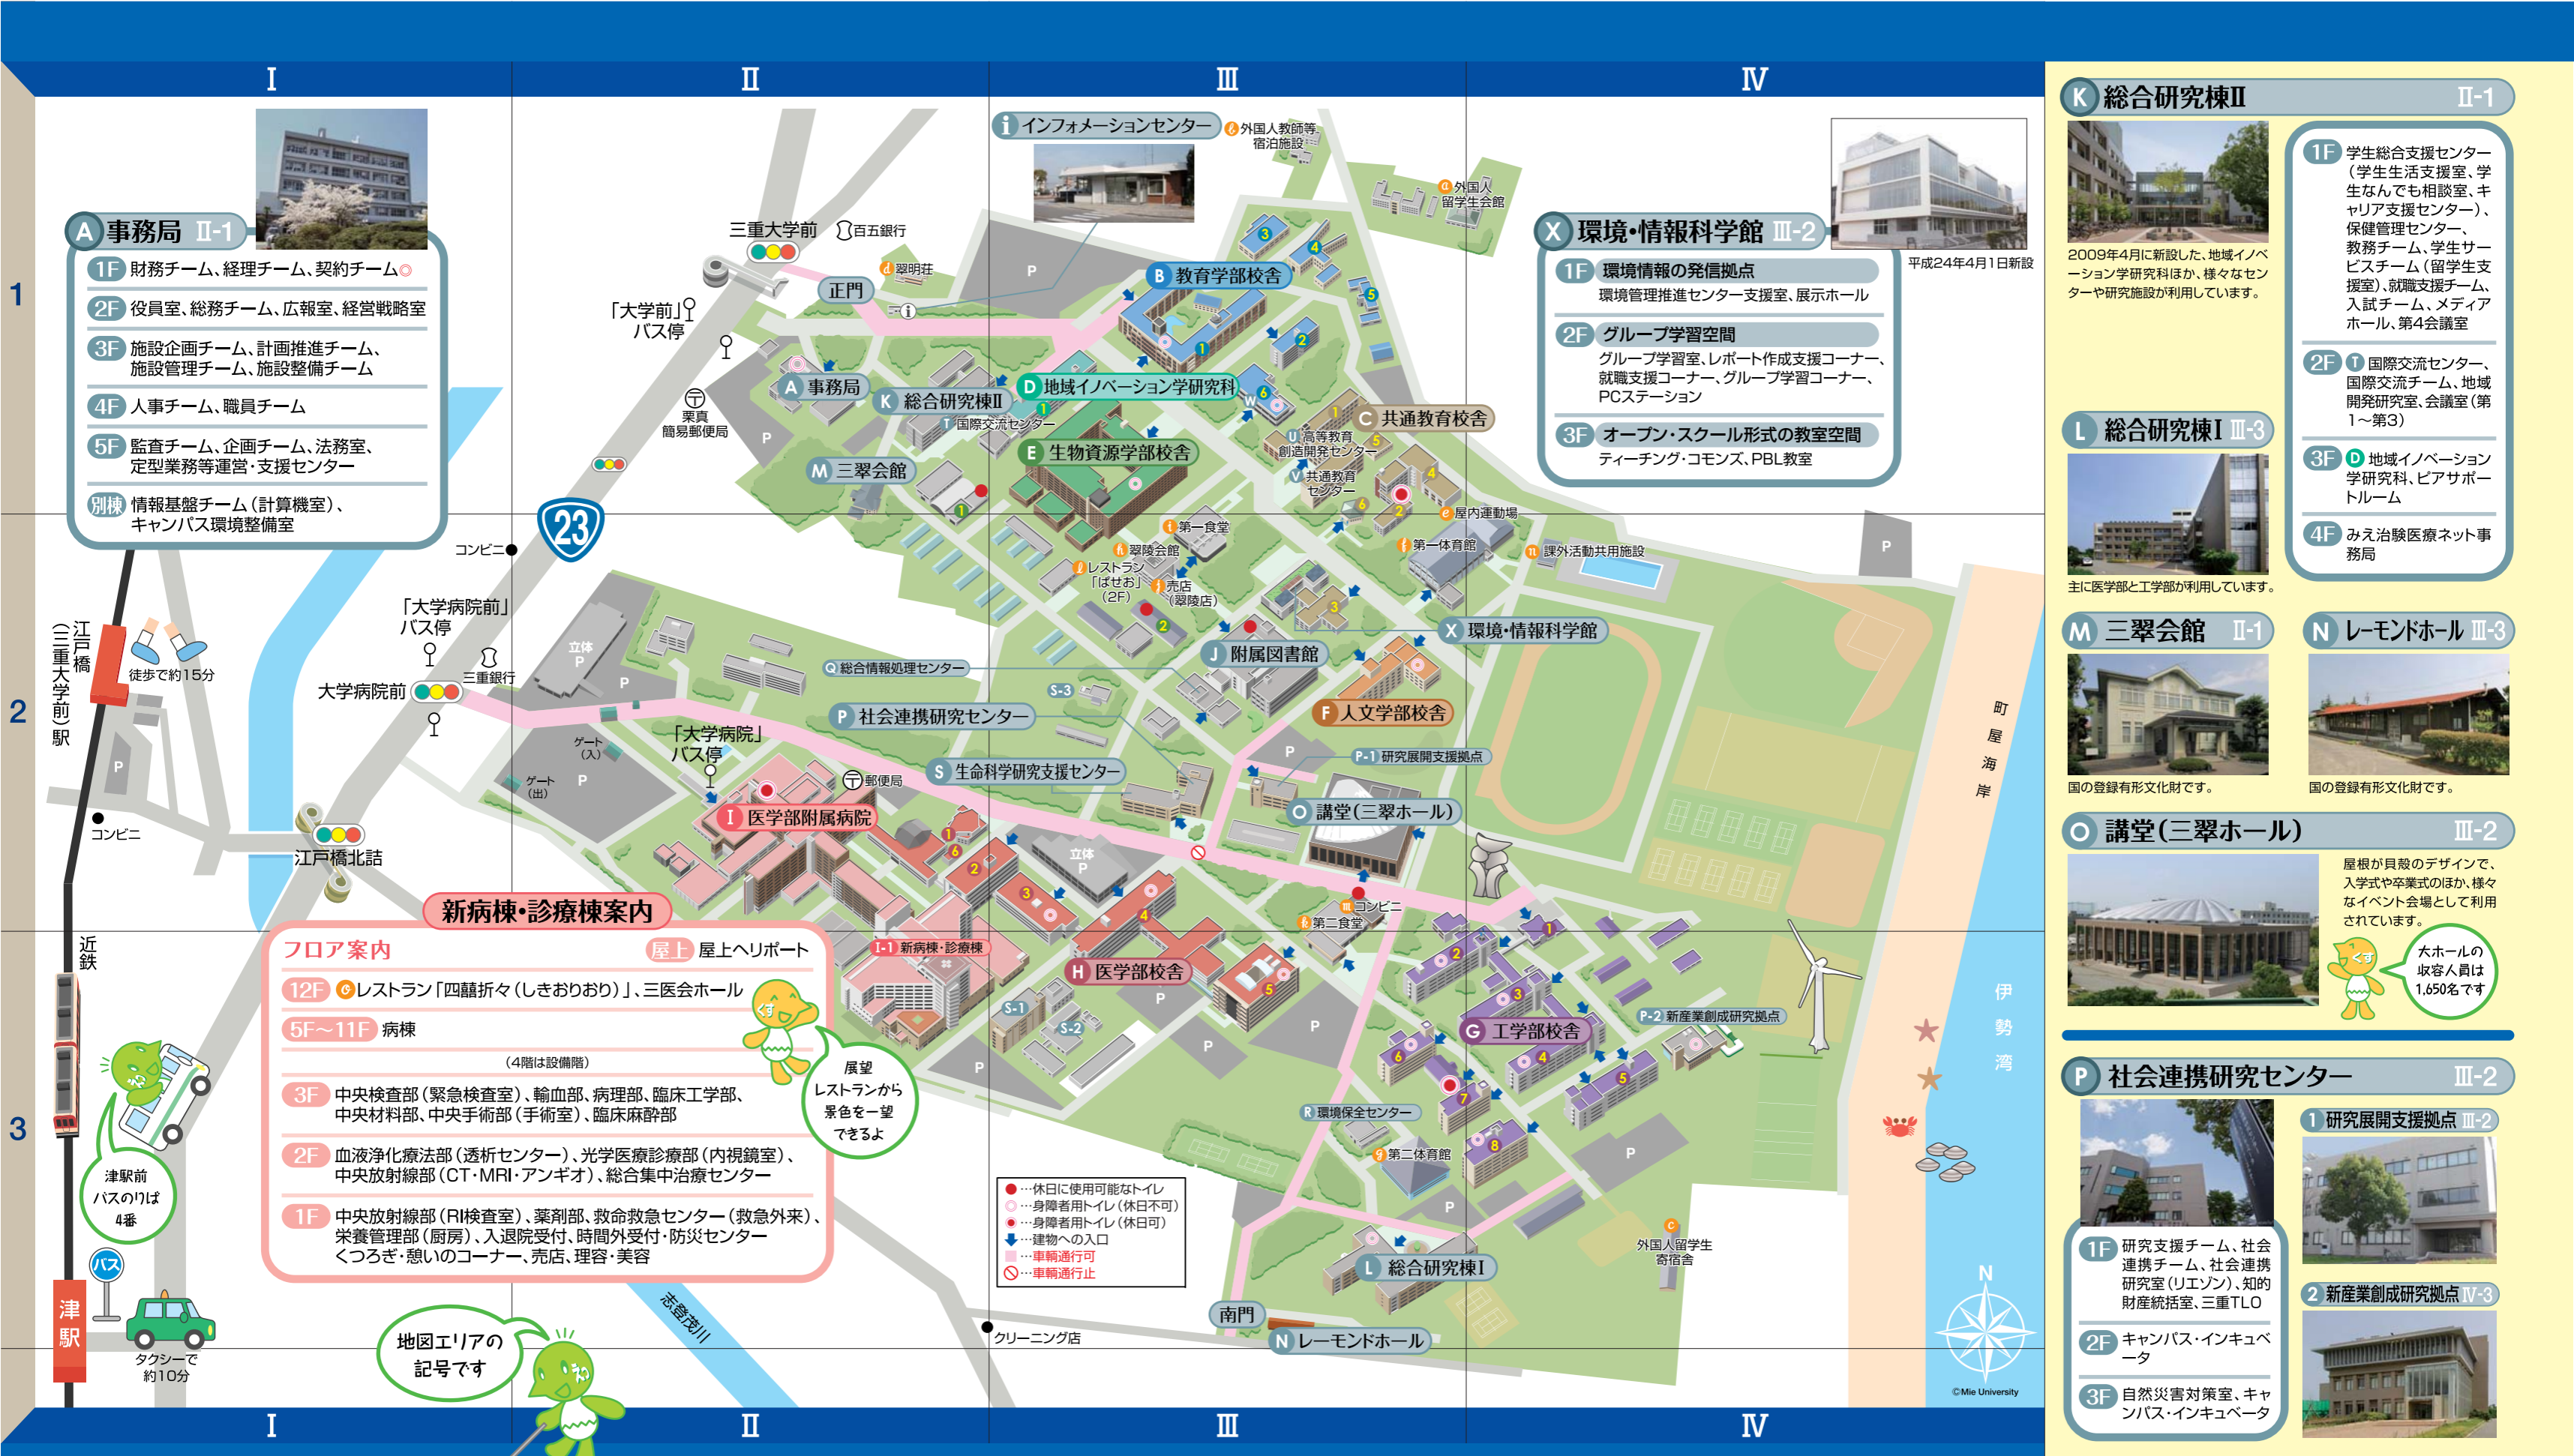 I
II
III
IV
1
2
3
A 事務局 II-1
1F 財務チーム、経理チーム、契約チーム◎
2F 役員室、総務チーム、広報室、経営戦略室
3F 施設企画チーム、計画推進チーム、
施設管理チーム、施設整備チーム
4F 人事チーム、職員チーム
5F 監査チーム、企画チーム、法務室、
定型業務等運営・支援センター
別棟 情報基盤チーム（計算機室）、
キャンパス環境整備室
i インフォメーションセンター
b 外国人教師等
宿泊施設
a 外国人
留学生会館
三重大学前
百五銀行
d 翠明荘
正門
「大学前」
バス停
栗真
簡易郵便局
P
A 事務局
K 総合研究棟II
T 国際交流センター
D 地域イノベーション学研究科
B 教育学部校舎
1
2
3
4
5
6
W
C 共通教育校舎
U 高等教育
創造開発センター
V 共通教育
センター
E 生物資源学部校舎
M 三翠会館
e 屋内運動場
f 第一体育館
n 課外活動共用施設
i 第一食堂
h 翠陵会館
l レストラン
「ぱせお」
（2F）
j 売店
（翠陵店）
X 環境・情報科学館
J 附属図書館
Q 総合情報処理センター
S-3
P 社会連携研究センター
F 人文学部校舎
P-1 研究展開支援拠点
S 生命科学研究支援センター
O 講堂（三翠ホール）
X 環境・情報科学館 III-2
平成24年4月1日新設
1F 環境情報の発信拠点
環境管理推進センター支援室、展示ホール
2F グループ学習空間
グループ学習室、レポート作成支援コーナー、
就職支援コーナー、グループ学習コーナー、
PCステーション
3F オープン・スクール形式の教室空間
ティーチング・コモンズ、PBL教室
23
コンビニ
「大学病院前」
バス停
三重銀行
大学病院前
立体
P
ゲート
（入）
ゲート
（出）
「大学病院」
バス停
郵便局
I 医学部附属病院
立体
P
江戸橋
（三重大学前）駅
徒歩で約15分
コンビニ
江戸橋北詰
近鉄
新病棟・診療棟案内
フロア案内
屋上 屋上ヘリポート
12F o レストラン「四囍折々（しきおりおり）」、三医会ホール
5F〜11F 病棟
（4階は設備階）
3F 中央検査部（緊急検査室）、輸血部、病理部、臨床工学部、
中央材料部、中央手術部（手術室）、臨床麻酔部
2F 血液浄化療法部（透析センター）、光学医療診療部（内視鏡室）、
中央放射線部（CT・MRI・アンギオ）、総合集中治療センター
1F 中央放射線部（RI検査室）、薬剤部、救命救急センター（救急外来）、
栄養管理部（厨房）、入退院受付、時間外受付・防災センター
くつろぎ・憩いのコーナー、売店、理容・美容
展望
レストランから
景色を一望
できるよ
I-1 新病棟・診療棟
H 医学部校舎
S-1
S-2
m コンビニ
k 第二食堂
G 工学部校舎
P-2 新産業創成研究拠点
R 環境保全センター
g 第二体育館
7
8
c
外国人留学生
寄宿舎
L 総合研究棟I
南門
N レーモンドホール
クリーニング店
志登茂川
町屋海岸
伊勢湾
N
©Mie University
…休日に使用可能なトイレ
…身障者用トイレ（休日不可）
…身障者用トイレ（休日可）
…建物への入口
…車輌通行可
…車輌通行止
津駅前
バスのりば
4番
バス
津駅
タクシーで
約10分
地図エリアの
記号です
I
II
III
IV
K 総合研究棟II II-1
2009年4月に新設した、地域イノベ
ーション学研究科ほか、様々なセン
ターや研究施設が利用しています。
1F 学生総合支援センター
（学生生活支援室、学
生なんでも相談室、キ
ャリア支援センター）、
保健管理センター、
教務チーム、学生サー
ビスチーム（留学生支
援室）、就職支援チーム、
入試チーム、メディア
ホール、第4会議室
2F T 国際交流センター、
国際交流チーム、地域
開発研究室、会議室（第
1〜第3）
3F D 地域イノベーション
学研究科、ピアサポー
トルーム
4F みえ治験医療ネット事
務局
L 総合研究棟I III-3
主に医学部と工学部が利用しています。
M 三翠会館 II-1
国の登録有形文化財です。
N レーモンドホール III-3
国の登録有形文化財です。
O 講堂（三翠ホール） III-2
屋根が貝殻のデザインで、
入学式や卒業式のほか、様々
なイベント会場として利用
されています。
大ホールの
収容人員は
1,650名です
P 社会連携研究センター III-2
1F 研究支援チーム、社会
連携チーム、社会連携
研究室（リエゾン）、知的
財産統括室、三重TLO
2F キャンパス・インキュベ
ータ
3F 自然災害対策室、キャ
ンパス・インキュベータ
1 研究展開支援拠点 III-2
2 新産業創成研究拠点 IV-3